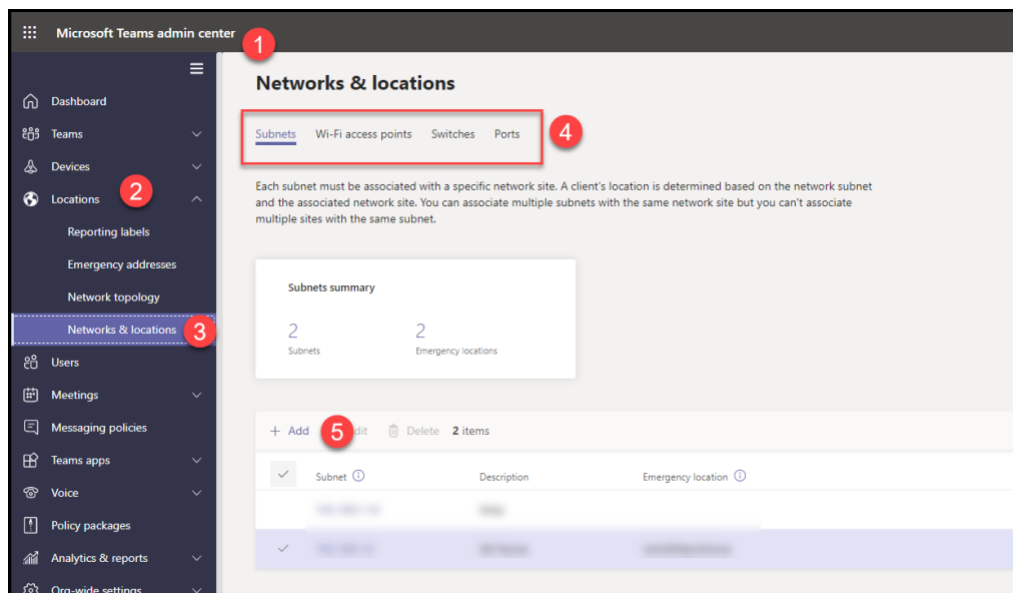 Microsoft Teams admin center
1
Networks & locations
Dashboard
Teams
Devices
Locations
2
Reporting labels
Emergency addresses
Network topology
Networks & locations
3
Users
Meetings
Messaging policies
Teams apps
Voice
Policy packages
Analytics & reports
Org-wide settings
Subnets Wi-Fi access points Switches Ports
4
Each subnet must be associated with a specific network site. A client's location is determined based on the network subnet
and the associated network site. You can associate multiple subnets with the same network site but you can't associate
multiple sites with the same subnet.
Subnets summary
2 2
Subnets Emergency locations
+ Add 5 dit Delete 2 items
Subnet Description Emergency location